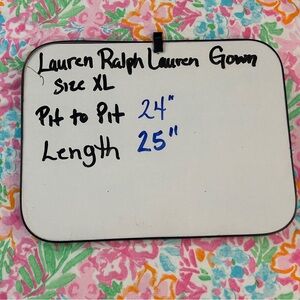 Lauren Ralph Lauren Gown
Size XL
Pit to Pit 24"
Length 25"